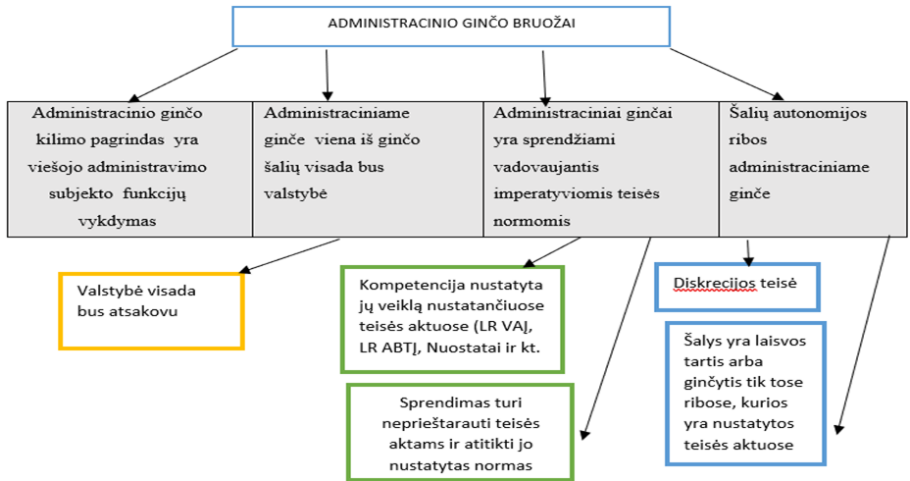 ADMINISTRACINIO GINČO BRUOŽAI
Administracinio ginčo
kilimo pagrindas yra
viešojo administravimo
subjekto funkcijų
vykdymas
Administraciniame
ginče viena iš ginčo
šalių visada bus
valstybė
Administraciniai ginčai
yra sprendžiami
vadovaujantis
imperatyviomis teisės
normomis
Šalių autonomijos
ribos
administraciniame
ginče
Valstybė visada
bus atsakovu
Kompetencija nustatyta
jų veiklą nustatančiuose
teisės aktuose (LR VAĮ,
LR ABTĮ, Nuostatai ir kt.
Sprendimas turi
neprieštarauti teisės
aktams ir atitikti jo
nustatytas normas
Diskrecijos teisė
Šalys yra laisvos
tartis arba
ginčytis tik tose
ribose, kurios
yra nustatytos
teisės aktuose